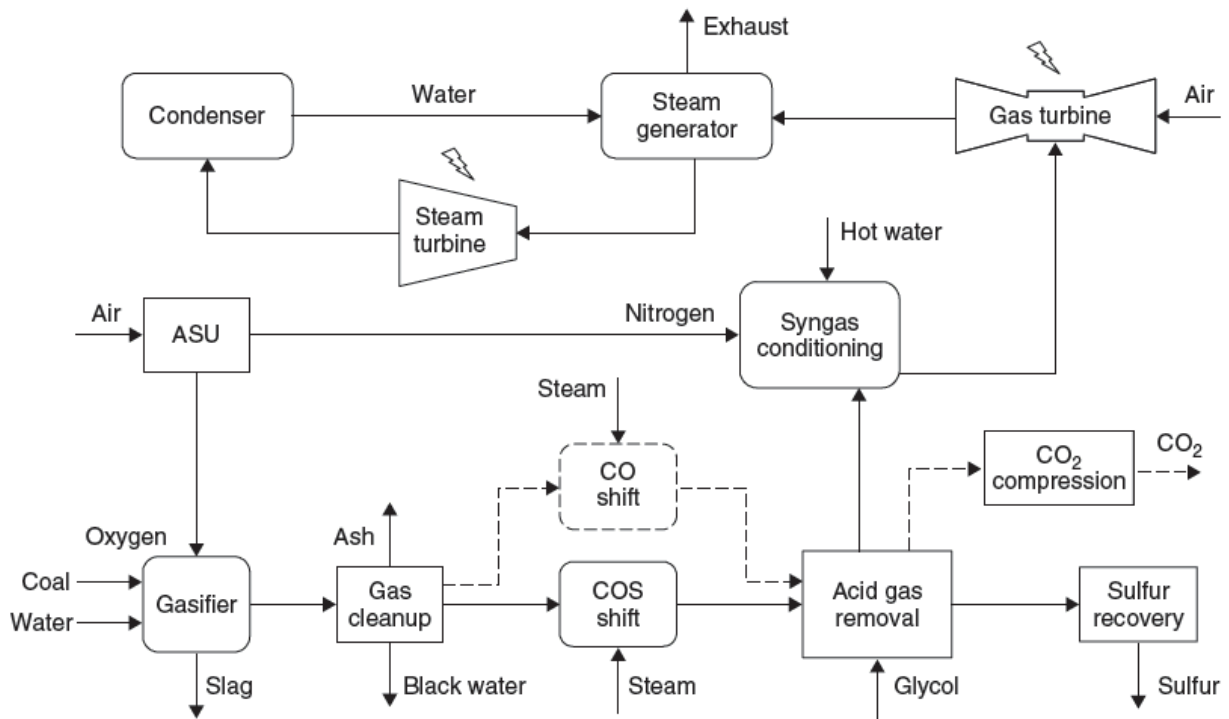 Exhaust
Condenser
Water
Steam
generator
Gas turbine
Air
Steam
turbine
Hot water
Air
ASU
Nitrogen
Syngas
conditioning
Steam
CO
shift
CO₂
compression
CO₂
Oxygen
Ash
Coal
Water
Gasifier
Gas
cleanup
COS
shift
Acid gas
removal
Sulfur
recovery
Slag
Black water
Steam
Glycol
Sulfur